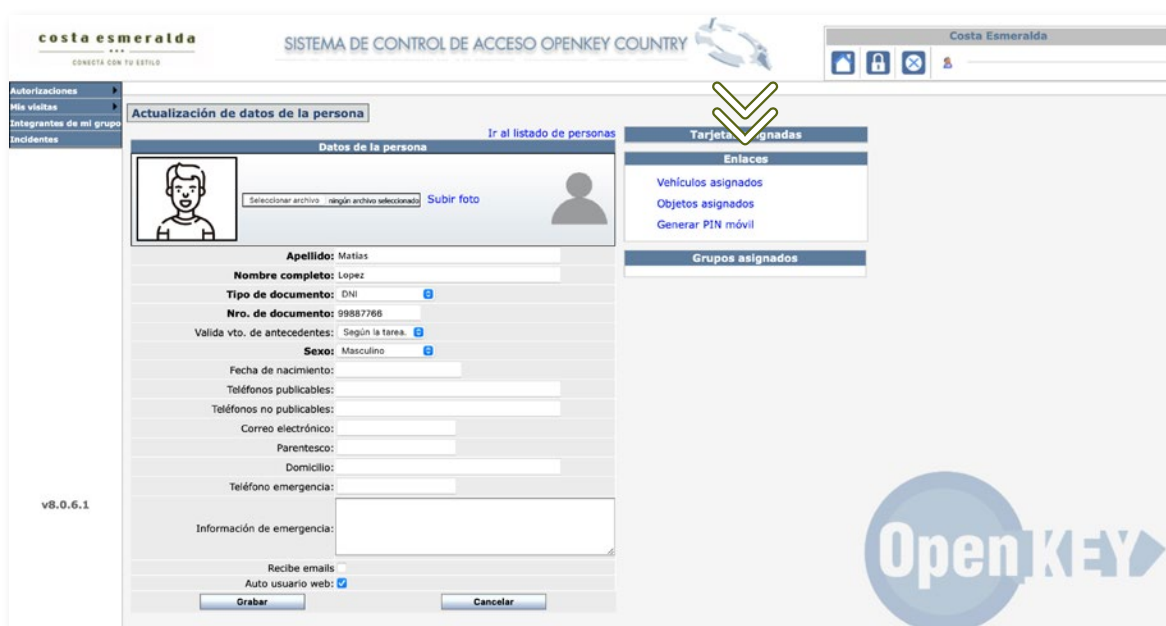 costa esmeralda
CONECTÁ CON TU ESTILO
SISTEMA DE CONTROL DE ACCESO OPENKEY COUNTRY
Costa Esmeralda
Autorizaciones
Mis visitas
Integrantes de mi grupo
Incidentes
v8.0.6.1
Actualización de datos de la persona
Ir al listado de personas
Datos de la persona
Seleccionar archivo ningún archivo seleccionado Subir foto
Apellido: Matias
Nombre completo: Lopez
Tipo de documento: DNI
Nro. de documento: 99887766
Valida vto. de antecedentes: Según la tarea.
Sexo: Masculino
Fecha de nacimiento:
Teléfonos publicables:
Teléfonos no publicables:
Correo electrónico:
Parentesco:
Domicilio:
Teléfono emergencia:
Información de emergencia:
Recibe emails
Auto usuario web:
Grabar Cancelar
Tarjetas asignadas
Enlaces
Vehículos asignados
Objetos asignados
Generar PIN móvil
Grupos asignados
OpenKEY